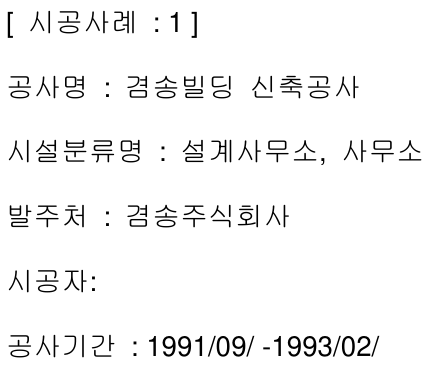 [ 시공사례 : 1 ]
공사명 : 겸송빌딩 신축공사
시설분류명 : 설계사무소, 사무소
발주처 : 겸송주식회사
시공자:
공사기간 : 1991/09/ -1993/02/